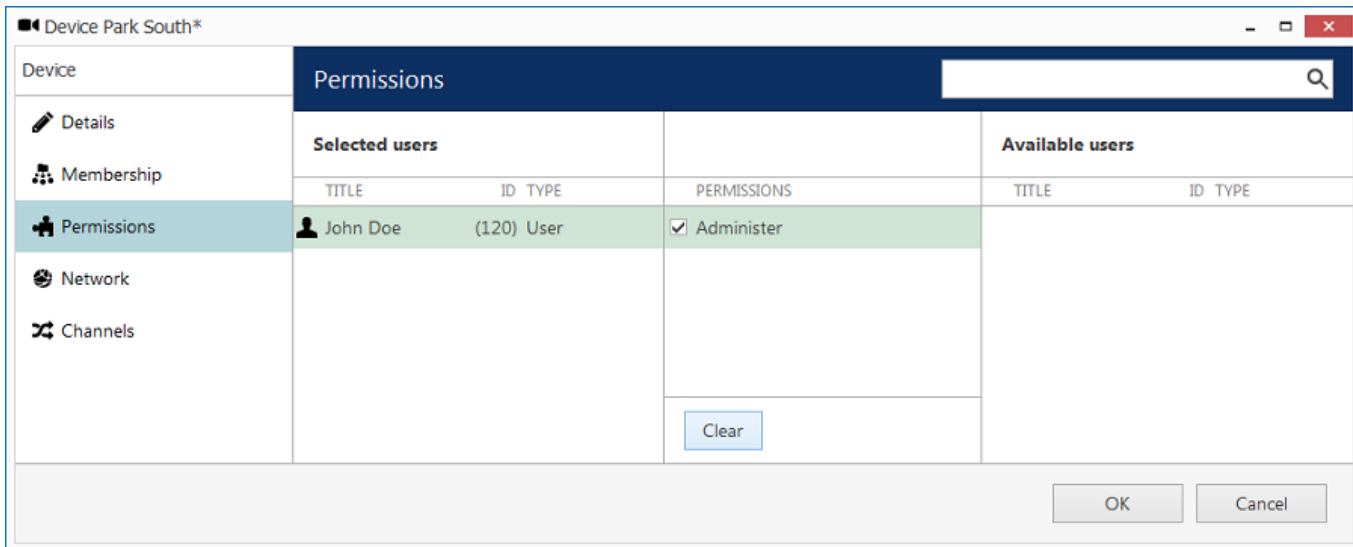 Device Park South*
Device
Permissions
Details
Membership
Permissions
Network
Channels
Selected users
Available users
TITLE ID TYPE
PERMISSIONS
TITLE ID TYPE
John Doe (120) User
Administer
Clear
OK Cancel